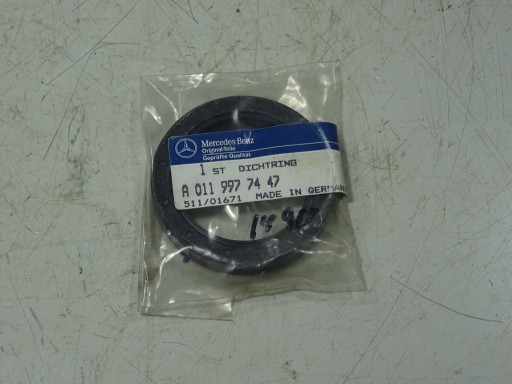 Mercedes-Benz
Original-Teile
Geprüfte Qualität
1 ST DICHTRING
A 011 997 74 47
511/01671 MADE IN GERMANY